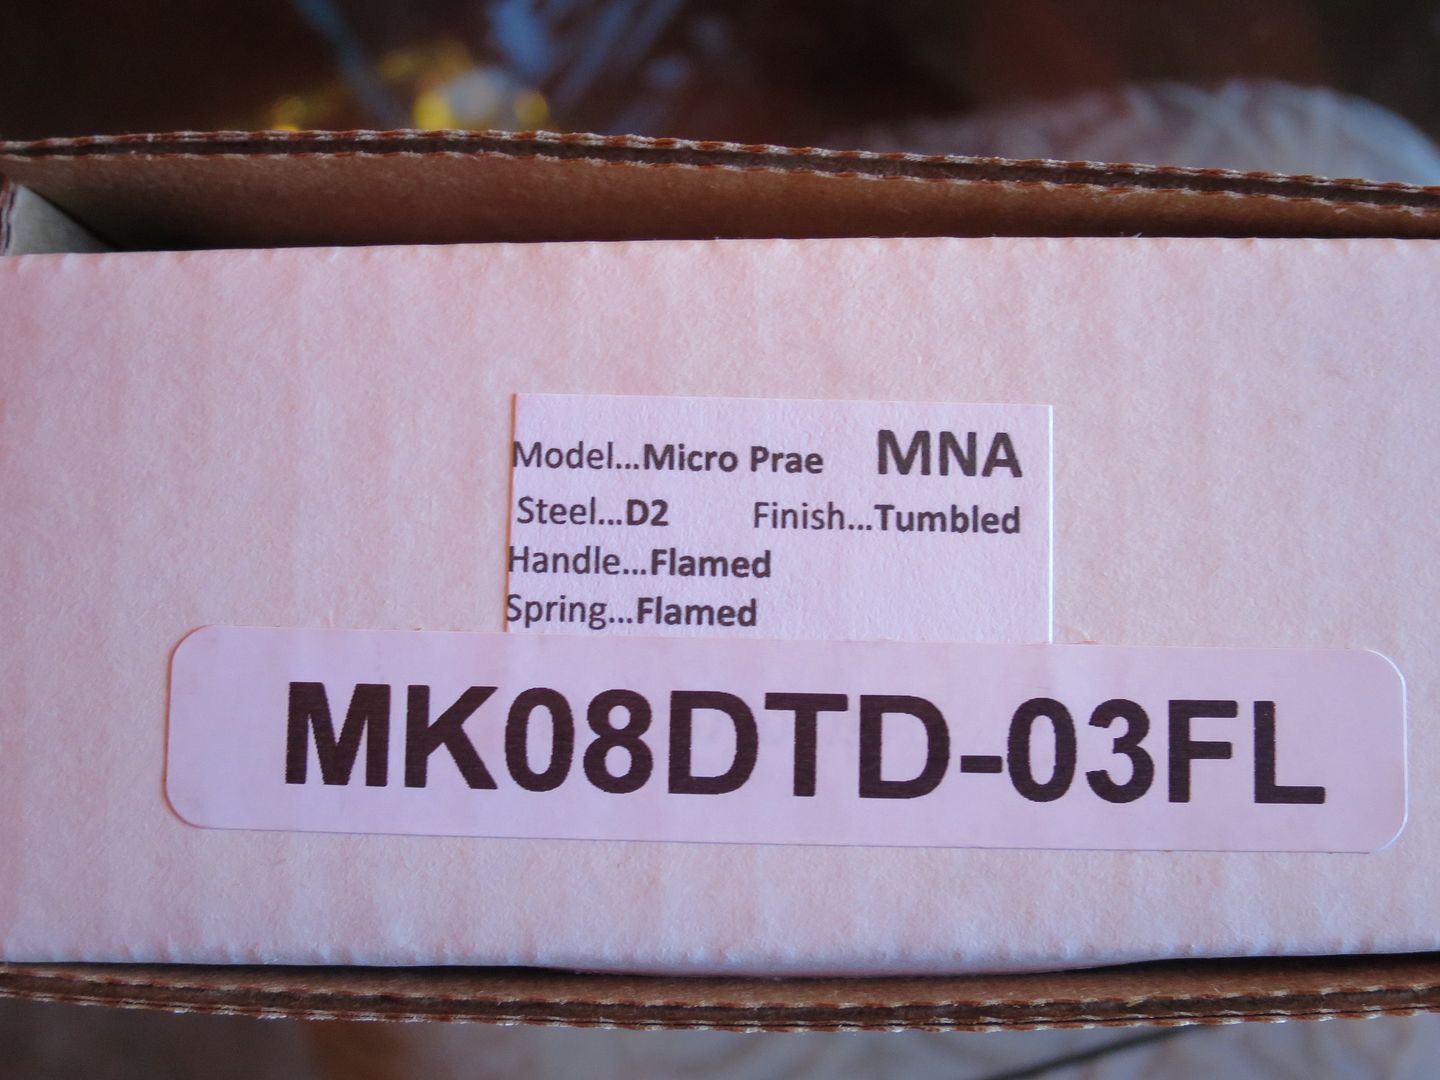 Model...Micro Prae MNA
Steel...D2 Finish...Tumbled
Handle...Flamed
Spring...Flamed
MK08DTD-03FL